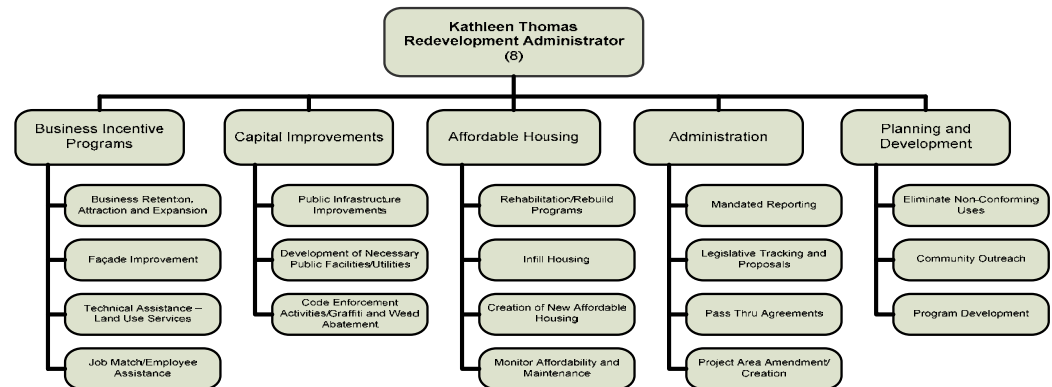 Kathleen Thomas
Redevelopment Administrator
(8)
Business Incentive
Programs
Business Retention,
Attraction and Expansion
Façade Improvement
Technical Assistance –
Land Use Services
Job Match/Employee
Assistance
Capital Improvements
Public Infrastructure
Improvements
Development of Necessary
Public Facilities/Utilities
Code Enforcement
Activities/Graffiti and Weed
Abatement
Affordable Housing
Rehabilitation/Rebuild
Programs
Infill Housing
Creation of New Affordable
Housing
Monitor Affordability and
Maintenance
Administration
Mandated Reporting
Legislative Tracking and
Proposals
Pass Thru Agreements
Project Area Amendment/
Creation
Planning and
Development
Eliminate Non-Conforming
Uses
Community Outreach
Program Development